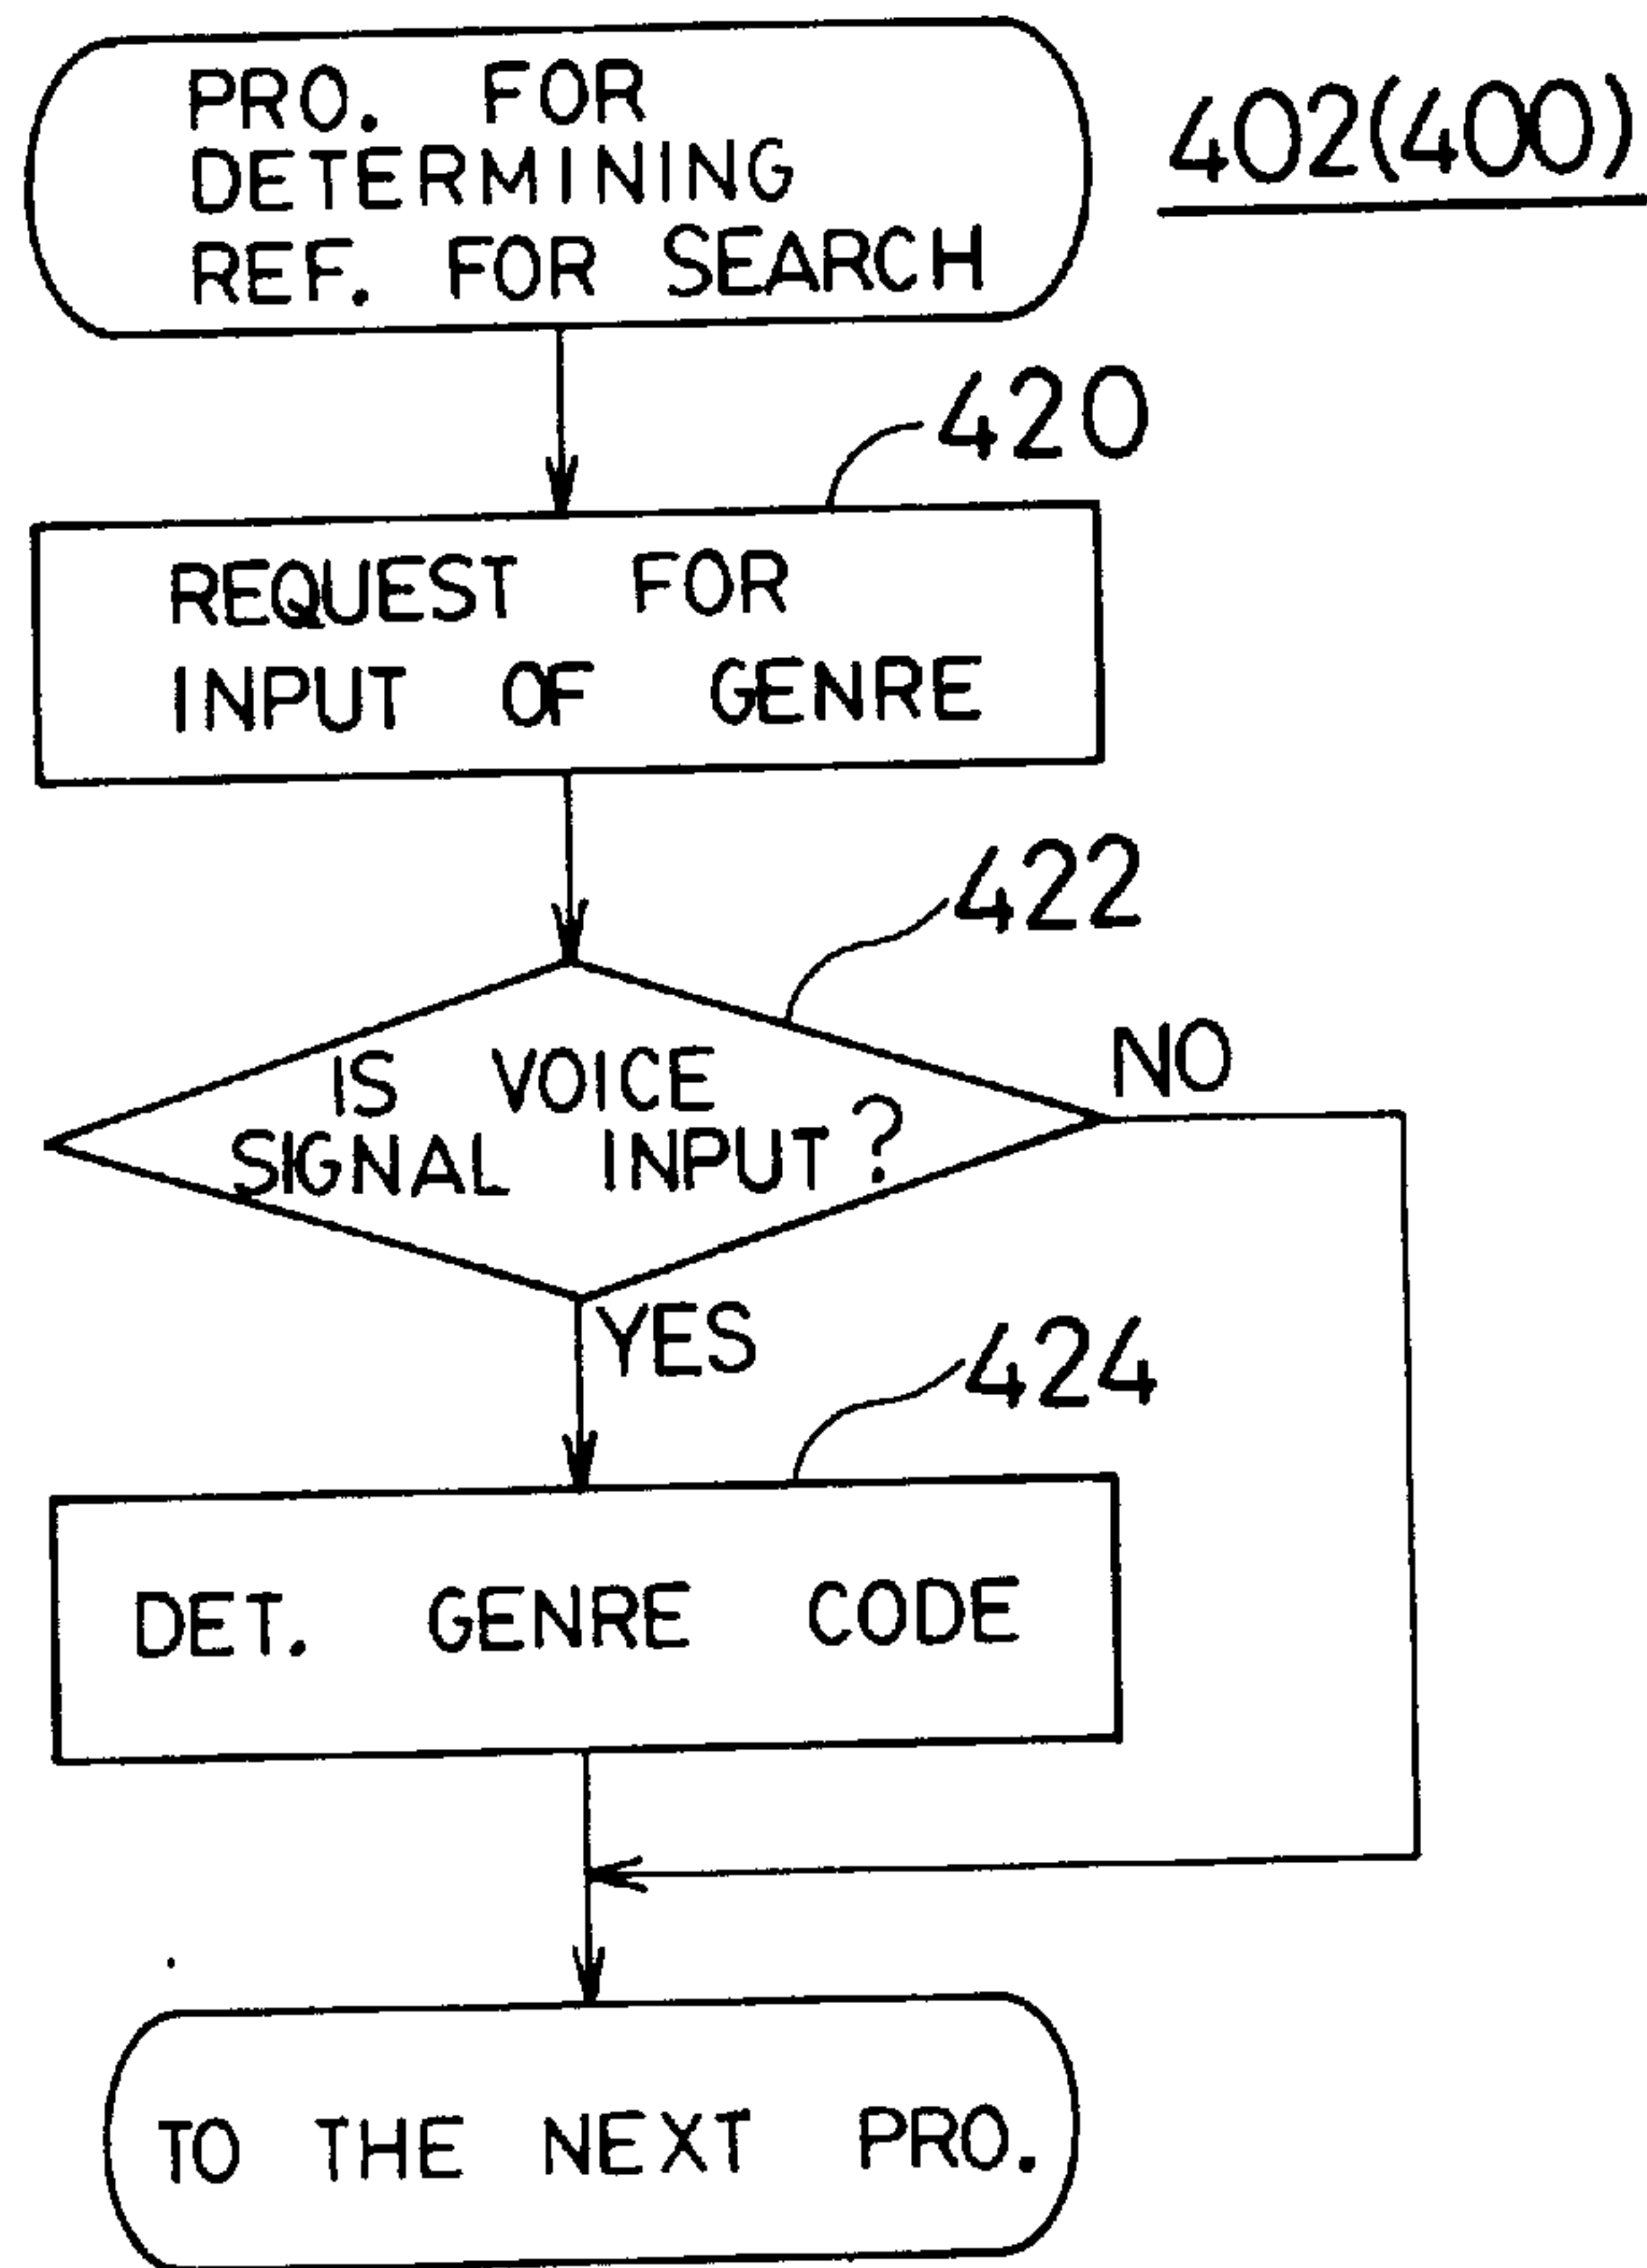 PRO. FOR
DETERMINING
REF. FOR SEARCH
402(400)
420
REQUEST FOR
INPUT OF GENRE
422
IS VOICE
SIGNAL INPUT?
NO
YES
424
DET. GENRE CODE
TO THE NEXT PRO.